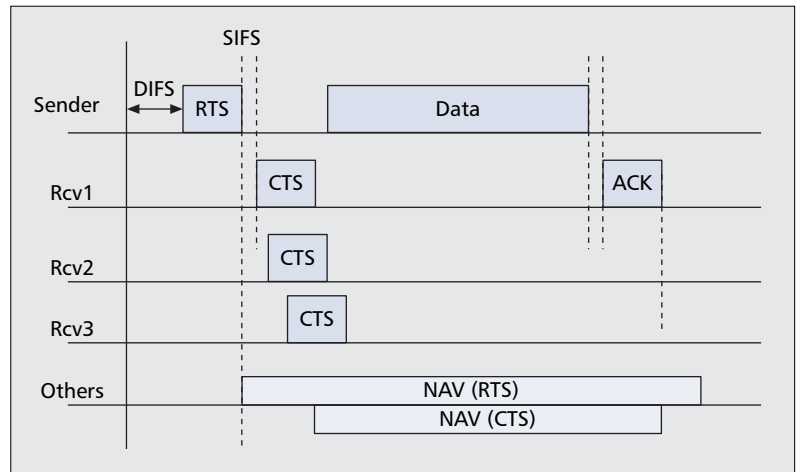 SIFS
DIFS
Sender
RTS
Data
Rcv1
CTS
ACK
Rcv2
CTS
Rcv3
CTS
Others
NAV (RTS)
NAV (CTS)